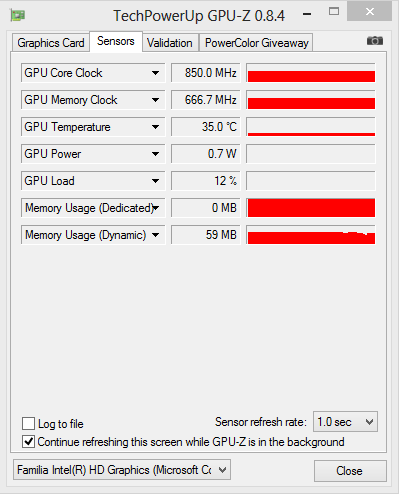 TechPowerUp GPU-Z 0.8.4
Graphics Card Sensors Validation PowerColor Giveaway
GPU Core Clock 850.0 MHz
GPU Memory Clock 666.7 MHz
GPU Temperature 35.0 °C
GPU Power 0.7 W
GPU Load 12 %
Memory Usage (Dedicated) 0 MB
Memory Usage (Dynamic) 59 MB
Log to file Sensor refresh rate: 1.0 sec
Continue refreshing this screen while GPU-Z is in the background
Familia Intel(R) HD Graphics (Microsoft Co Close